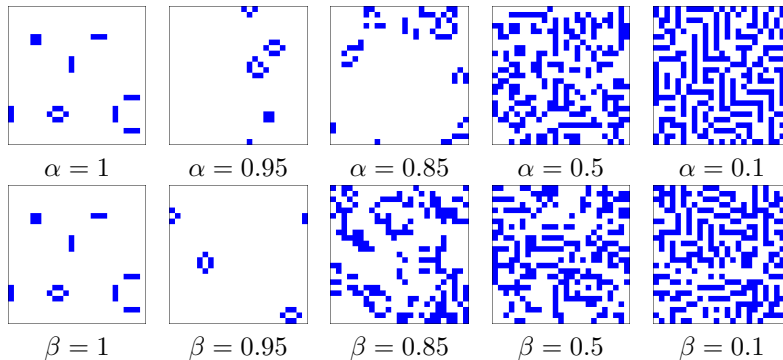 α = 1 α = 0.95 α = 0.85 α = 0.5 α = 0.1
β = 1 β = 0.95 β = 0.85 β = 0.5 β = 0.1